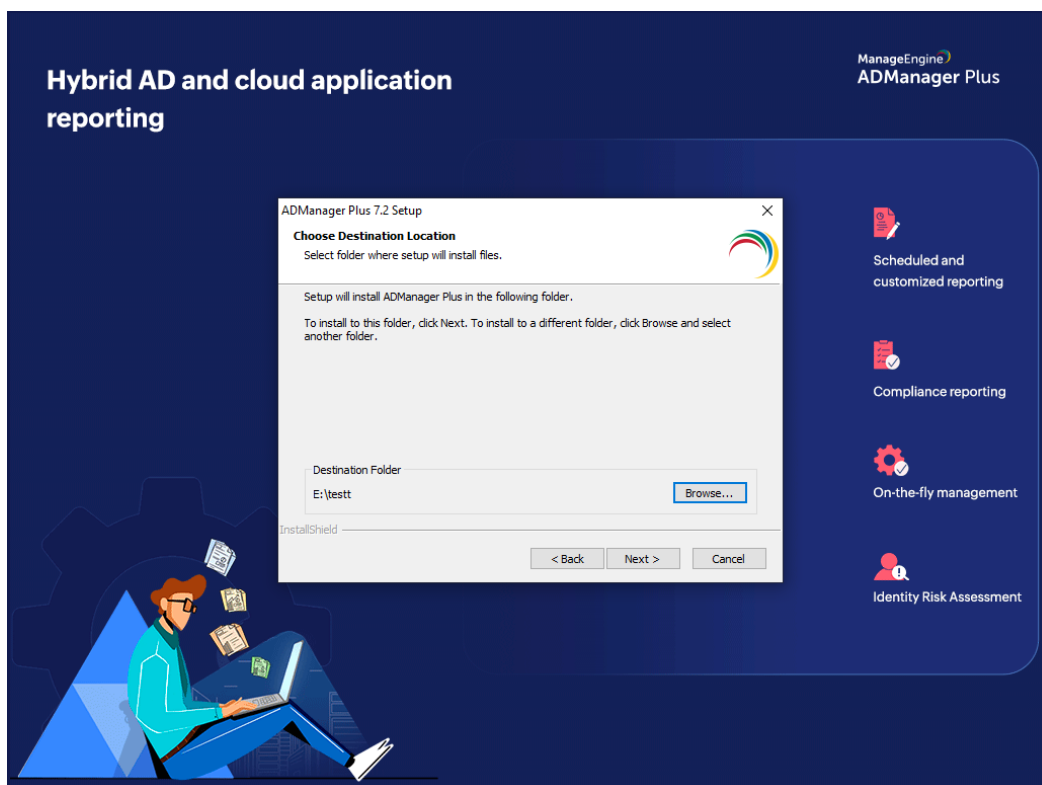 Hybrid AD and cloud application
reporting
ManageEngine
ADManager Plus
ADManager Plus 7.2 Setup
Choose Destination Location
Select folder where setup will install files.
Setup will install ADManager Plus in the following folder.
To install to this folder, click Next. To install to a different folder, click Browse and select
another folder.
Destination Folder
E:\testt
Browse...
InstallShield
< Back
Next >
Cancel
Scheduled and
customized reporting
Compliance reporting
On-the-fly management
Identity Risk Assessment